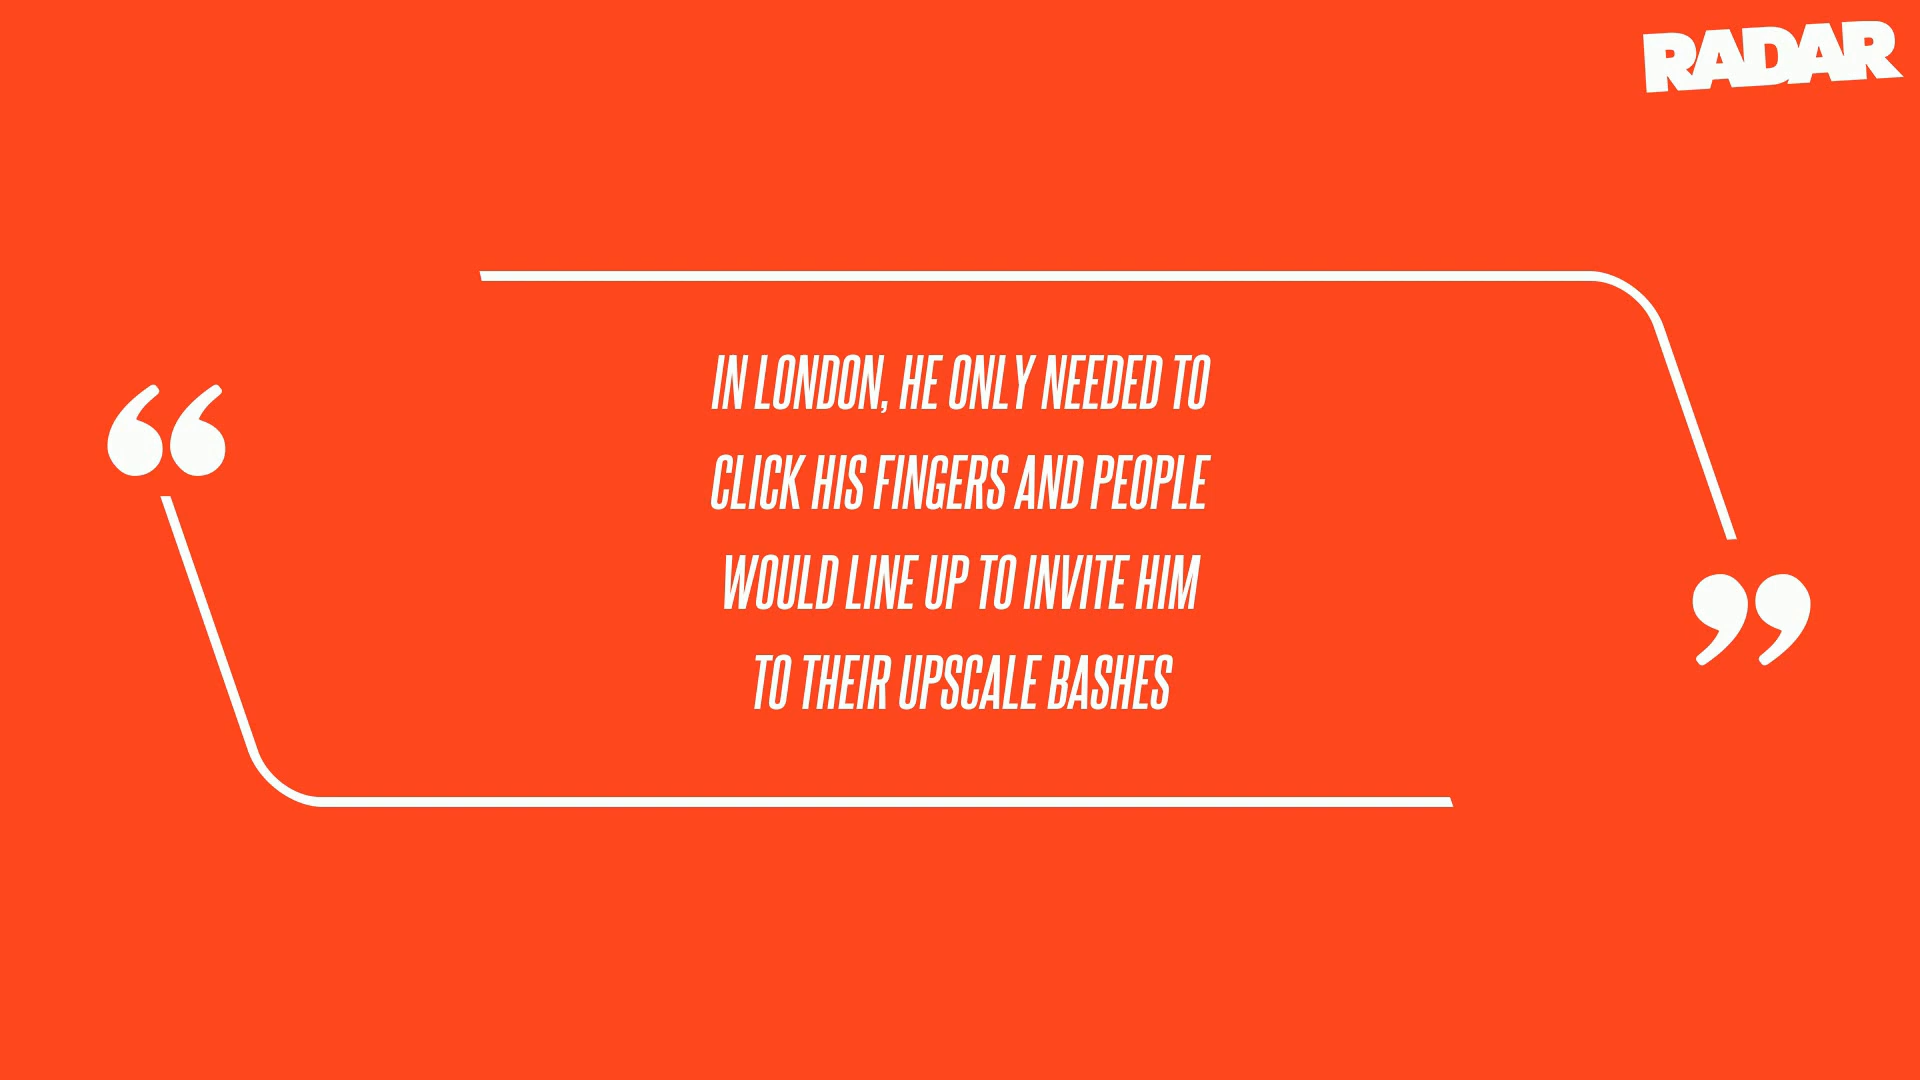 RADAR
“
IN LONDON, HE ONLY NEEDED TO
CLICK HIS FINGERS AND PEOPLE
WOULD LINE UP TO INVITE HIM
TO THEIR UPSCALE BASHES
”